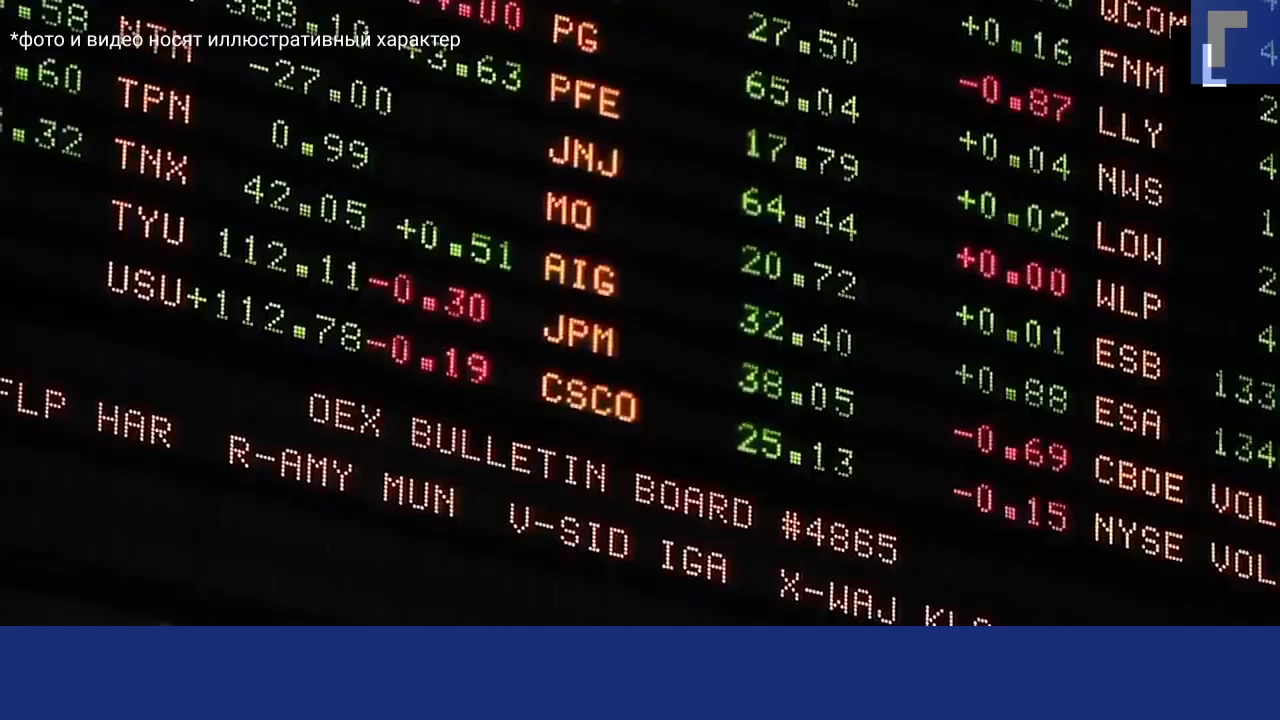 *фото и видео носят иллюстративный характер
+0.16 FNM
27.50 -0.87 LLY
PG 65.04 +0.04 NWS
+3.63 PFE 17.79 +0.02 LOW
-27.00 JNJ 64.44 +0.00 WLP
.60 TPN 0.99 MO 20.72 +0.01 ESB 133
.32 TNX 42.05 +0.51 AIG 32.40 +0.88 ESA 134
TYU 112.11-0.30 JPM 38.05 -0.69 CBOE VOL
USU+112.78-0.19 CSCO 25.13 -0.15 NYSE VOL
OEX BULLETIN BOARD #4865
FLP HAR R-AMY MUN V-SID IGA X-WAJ